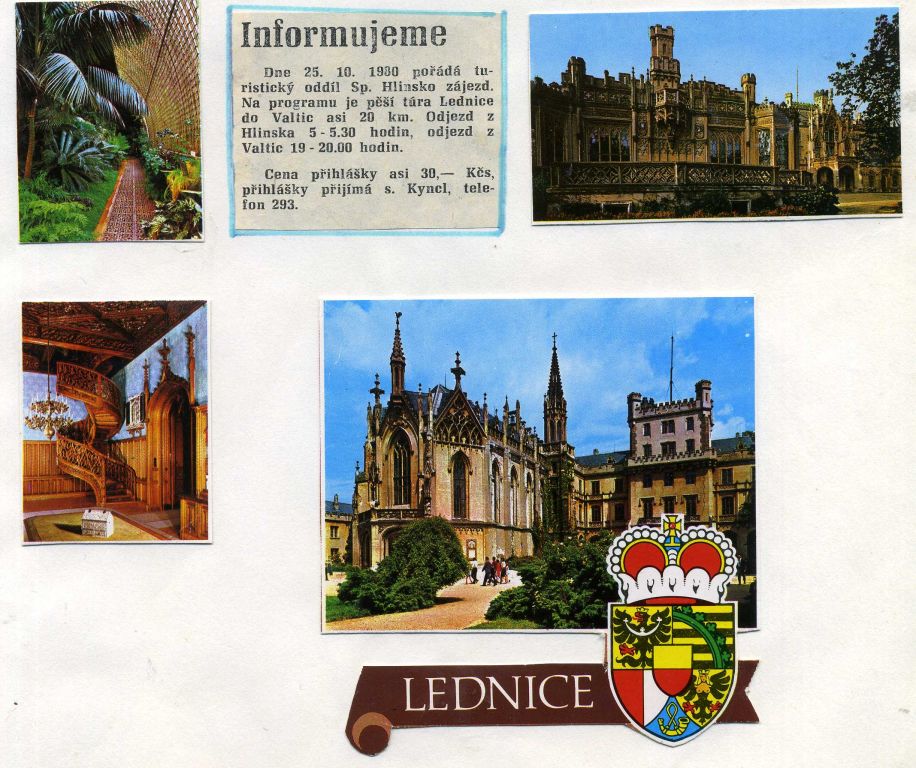 Informujeme
Dne 25. 10. 1980 pořádá tu-
ristický oddíl Sp. Hlinsko zájezd.
Na programu je pěší túra Lednice
do Valtic asi 20 km. Odjezd z
Hlinska 5 - 5.30 hodin, odjezd z
Valtic 19 - 20.00 hodin.
Cena přihlášky asi 30,— Kčs,
přihlášky přijímá s. Kyncl, tele-
fon 293.
LEDNICE